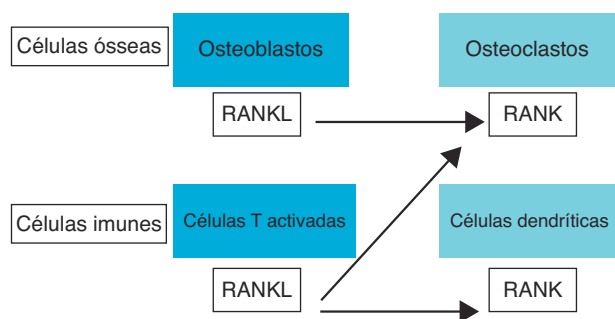 Células ósseas
Osteoblastos
Osteoclastos
RANKL
RANK
Células imunes
Células T activadas
Células dendríticas
RANKL
RANK